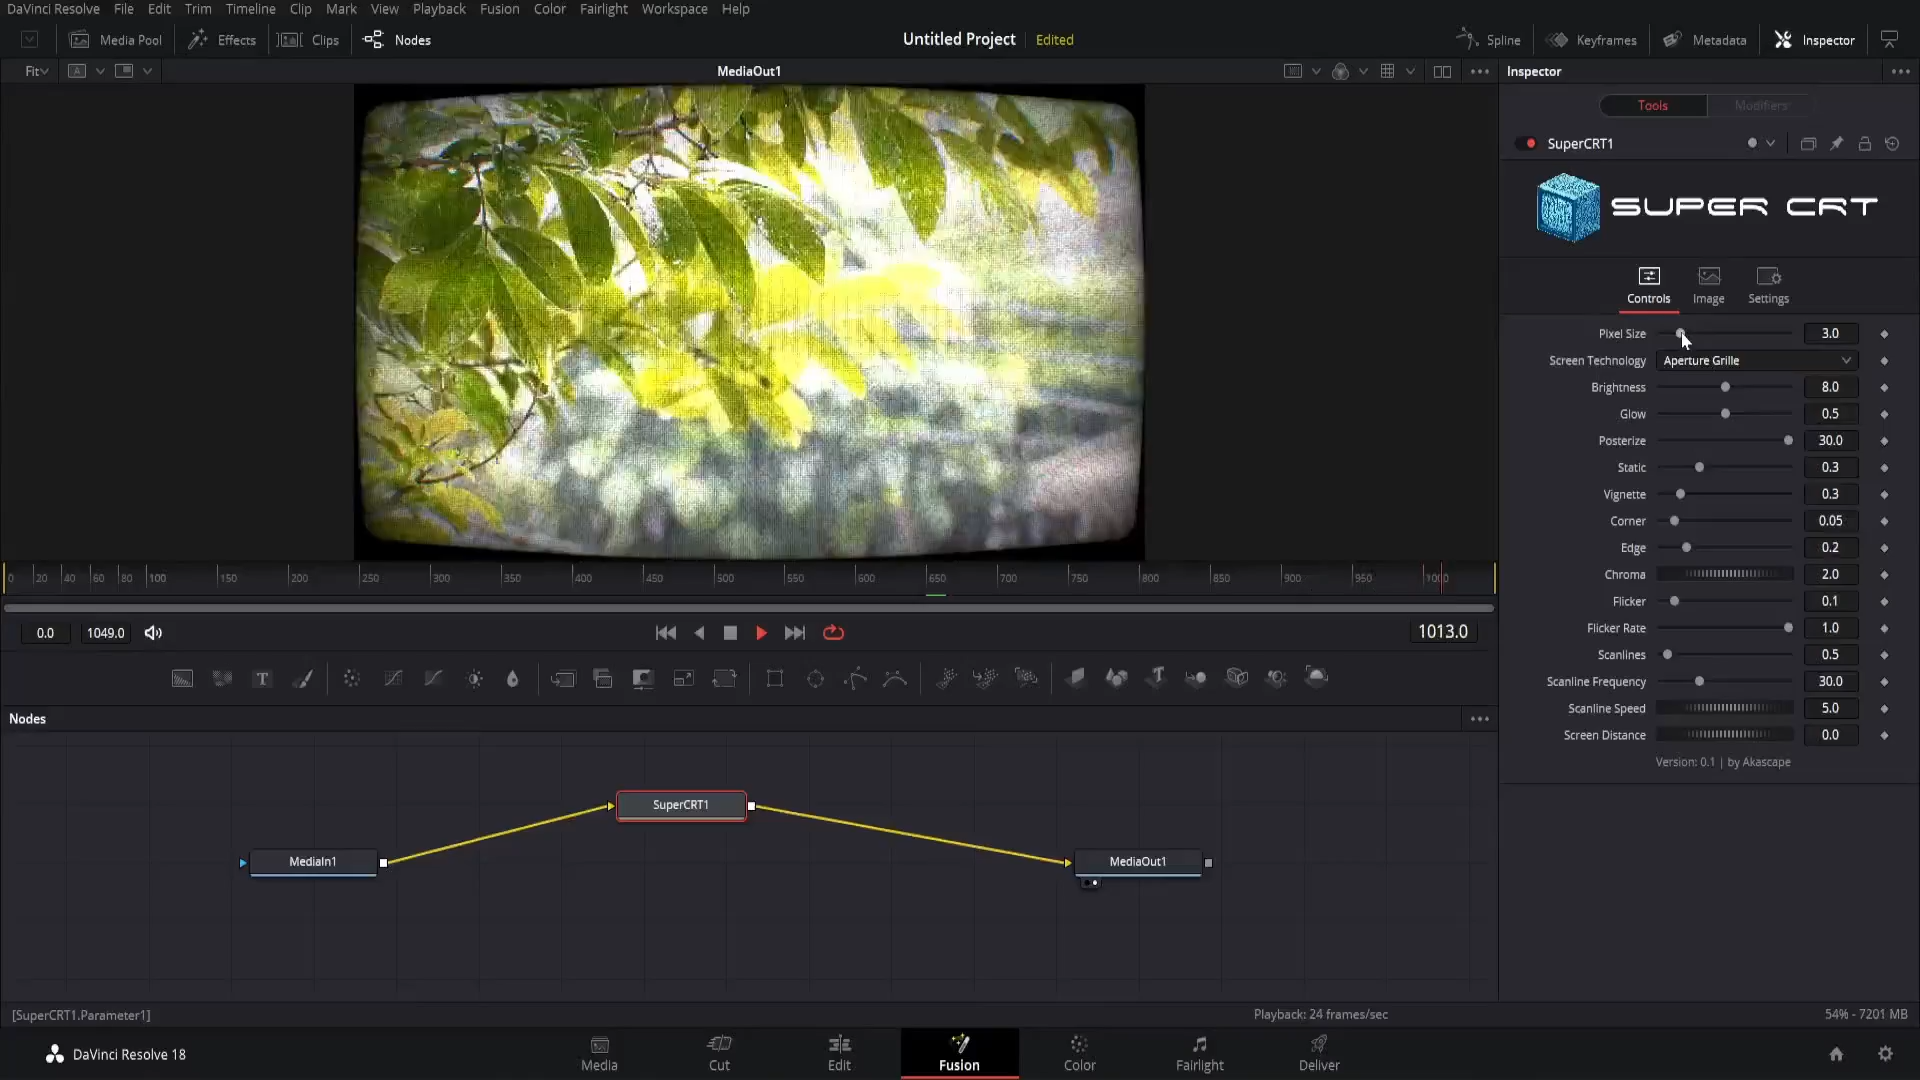 DaVinci Resolve File Edit Trim Timeline Clip Mark View Playback Fusion Color Fairlight Workspace Help
Media Pool Effects Clips Nodes Untitled Project Edited Spline Keyframes Metadata Inspector
Fit A MediaOut1 Inspector
Tools Modifiers
SuperCRT1
SUPER CRT
Controls Image Settings
Pixel Size 3.0
Screen Technology Aperture Grille
Brightness 8.0
Glow 0.5
Posterize 30.0
Static 0.3
Vignette 0.3
Corner 0.05
Edge 0.2
Chroma 2.0
Flicker 0.1
Flicker Rate 1.0
Scanlines 0.5
Scanline Frequency 30.0
Scanline Speed 5.0
Screen Distance 0.0
Version: 0.1 | by Akascape
0 20 40 60 80 100 150 200 250 300 350 400 450 500 550 600 650 700 750 800 850 900 950 1000
0.0 1049.0 1013.0
T T
Nodes
SuperCRT1
MediaIn1 MediaOut1
[SuperCRT1.Parameter1] Playback: 24 frames/sec 54% - 7201 MB
DaVinci Resolve 18 Media Cut Edit Fusion Color Fairlight Deliver